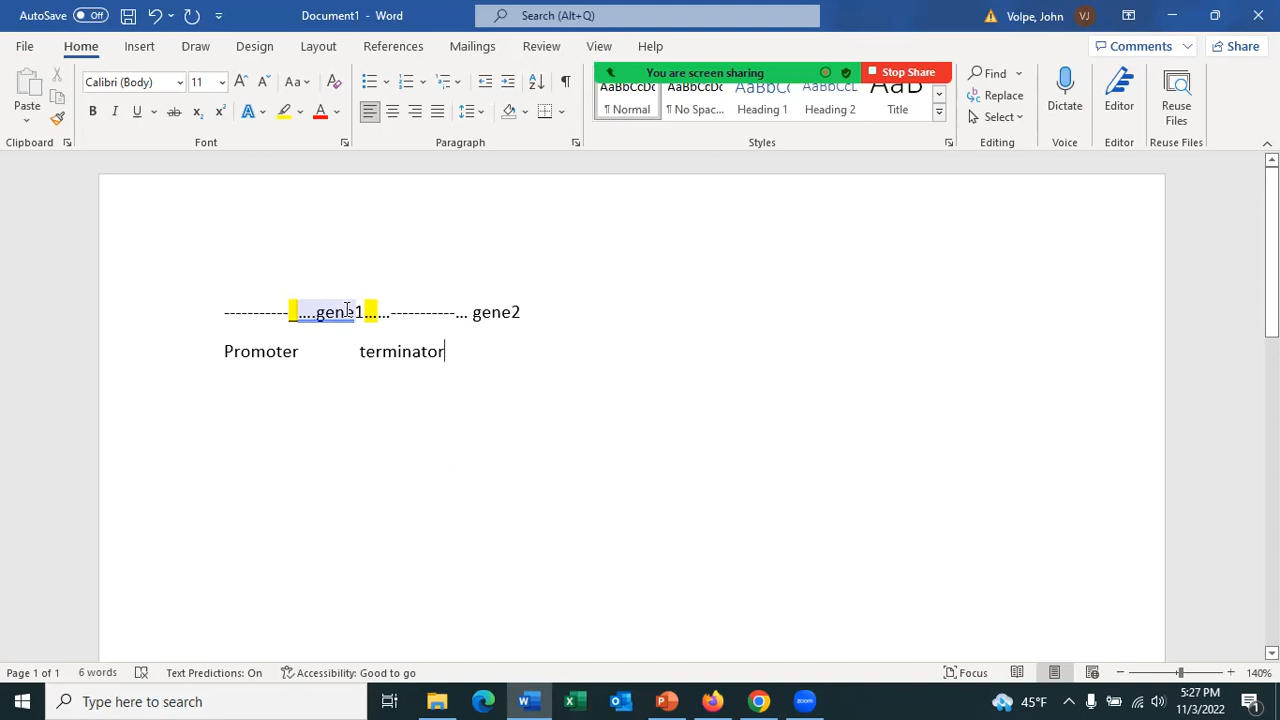 AutoSave Off Document1 - Word Search (Alt+Q) Volpe, John VJ
File Home Insert Draw Design Layout References Mailings Review View Help Comments Share
You are screen sharing Stop Share
Paste Calibri (Body) 11 Aa
Normal No Spac... Heading 1 Heading 2 Title
Find Replace Select Dictate Editor Reuse Files
Clipboard Font Paragraph Styles Editing Voice Editor Reuse Files
-----------_....gene1......-----------... gene2
Promoter terminator
Page 1 of 1 6 words Text Predictions: On Accessibility: Good to go Focus 140%
Type here to search zoom 45°F 5:27 PM
11/3/2022 1